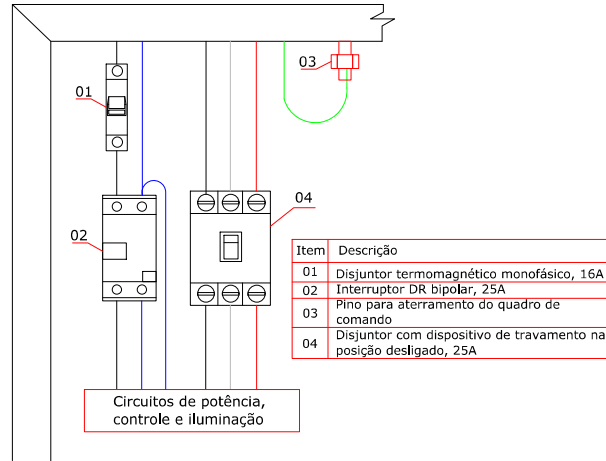 03
01
04
02
Item Descrição
01 Disjuntor termomagnético monofásico, 16A
02 Interruptor DR bipolar, 25A
03 Pino para aterramento do quadro de
comando
04 Disjuntor com dispositivo de travamento na
posição desligado, 25A
Circuitos de potência,
controle e iluminação